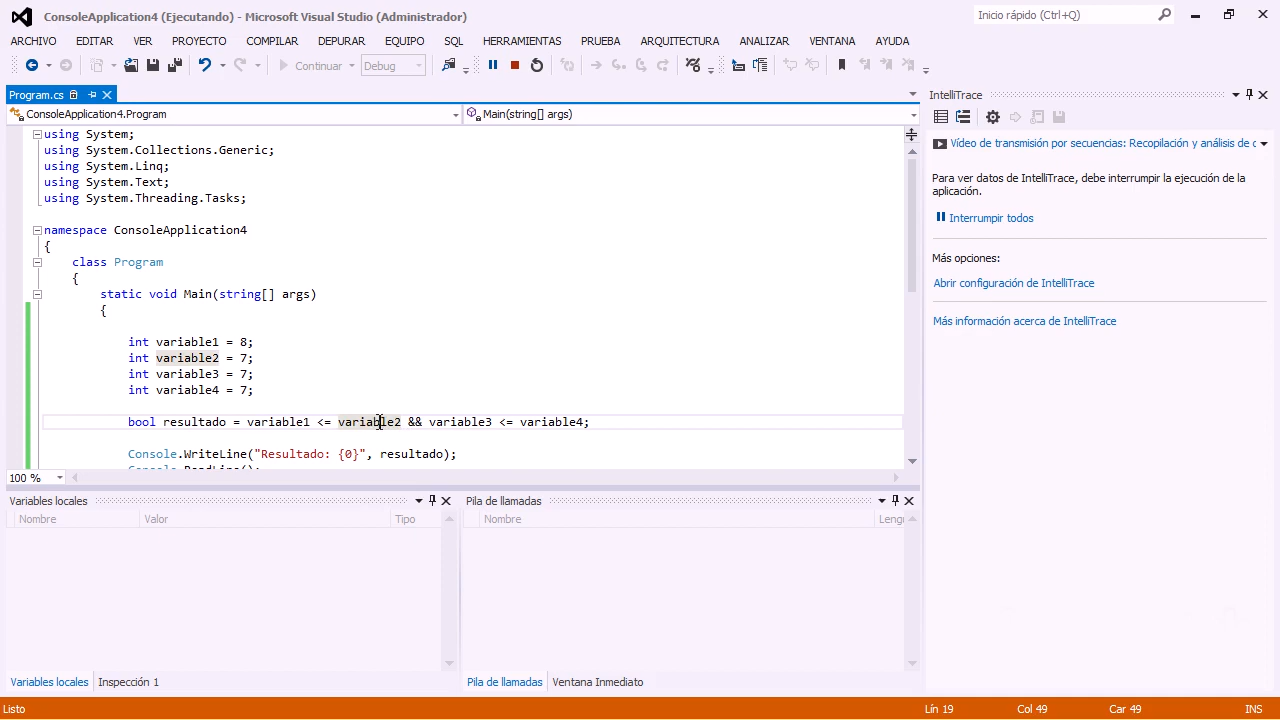 ConsoleApplication4 (Ejecutando) - Microsoft Visual Studio (Administrador)
Inicio rápido (Ctrl+Q)
ARCHIVO EDITAR VER PROYECTO COMPILAR DEPURAR EQUIPO SQL HERRAMIENTAS PRUEBA ARQUITECTURA ANALIZAR VENTANA AYUDA
Continuar Debug
Program.cs
ConsoleApplication4.Program Main(string[] args)
using System;
using System.Collections.Generic;
using System.Linq;
using System.Text;
using System.Threading.Tasks;
namespace ConsoleApplication4
{
class Program
{
static void Main(string[] args)
{
int variable1 = 8;
int variable2 = 7;
int variable3 = 7;
int variable4 = 7;
bool resultado = variable1 <= variable2 && variable3 <= variable4;
Console.WriteLine("Resultado: {0}", resultado);
Console.ReadLine();
100 %
IntelliTrace
Vídeo de transmisión por secuencias: Recopilación y análisis de c
Para ver datos de IntelliTrace, debe interrumpir la ejecución de la
aplicación.
Interrumpir todos
Más opciones:
Abrir configuración de IntelliTrace
Más información acerca de IntelliTrace
Variables locales
Nombre Valor Tipo
Variables locales Inspección 1
Pila de llamadas
Nombre Lengu
Pila de llamadas Ventana Inmediato
Listo Lín 19 Col 49 Car 49 INS